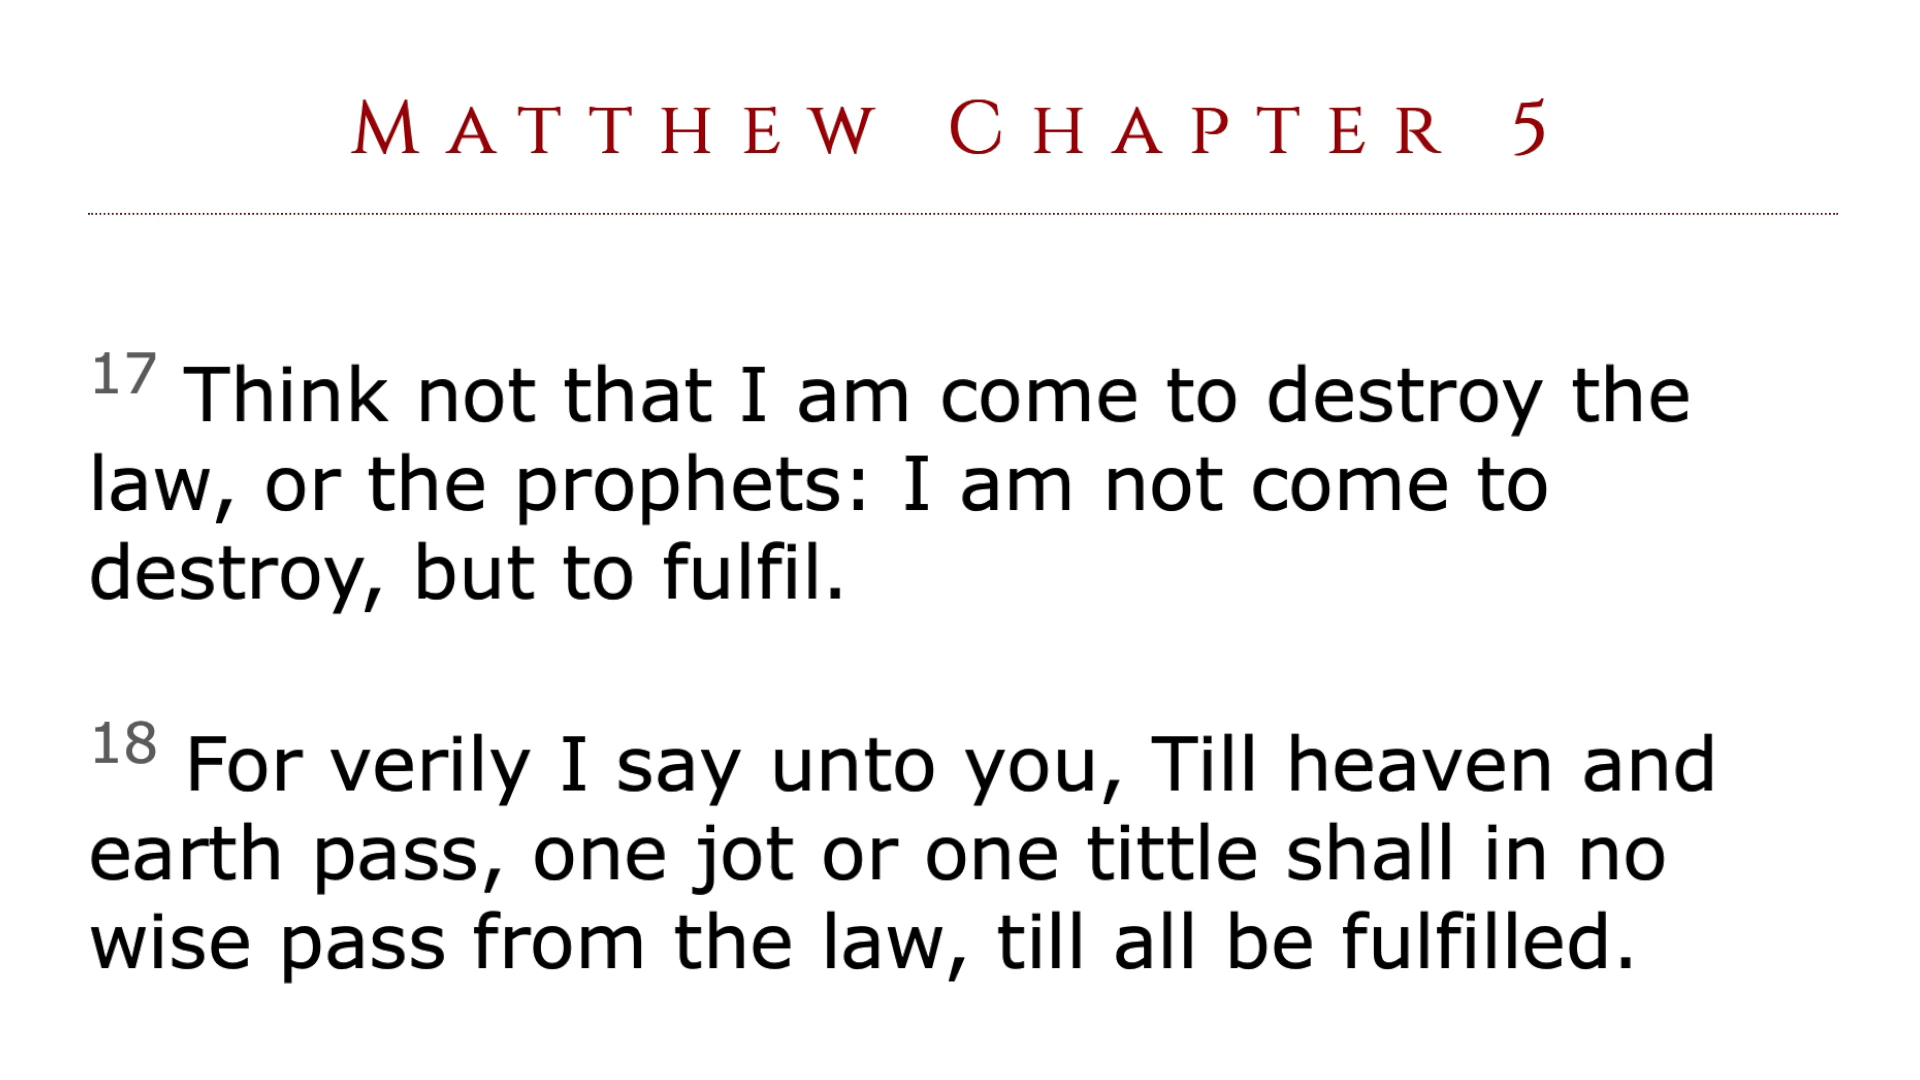 Matthew Chapter 5
17 Think not that I am come to destroy the
law, or the prophets: I am not come to
destroy, but to fulfil.
18 For verily I say unto you, Till heaven and
earth pass, one jot or one tittle shall in no
wise pass from the law, till all be fulfilled.